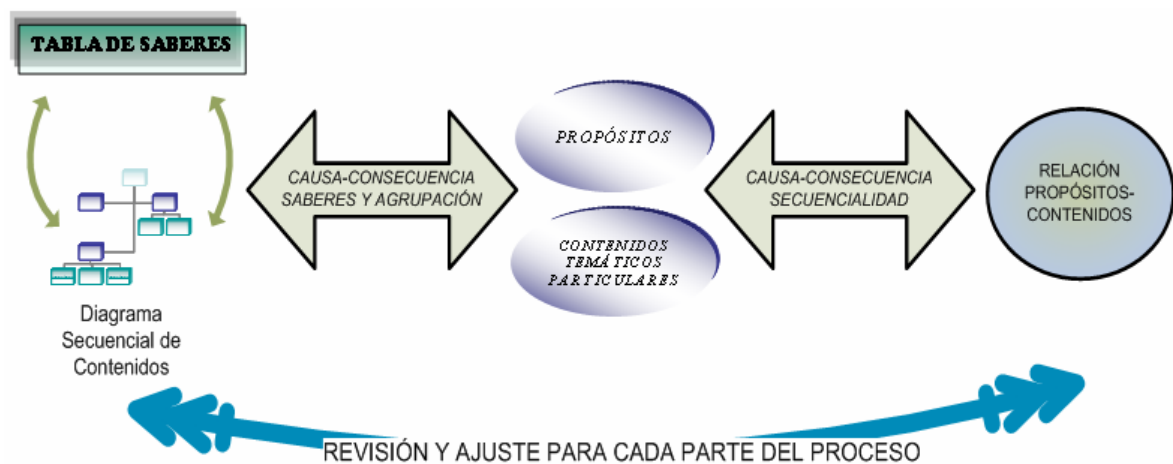 TABLA DE SABERES
Diagrama
Secuencial de
Contenidos
CAUSA-CONSECUENCIA
SABERES Y AGRUPACIÓN
PROPÓSITOS
CONTENIDOS
TEMÁTICOS
PARTICULARES
CAUSA-CONSECUENCIA
SECUENCIALIDAD
RELACIÓN
PROPÓSITOS-
CONTENIDOS
REVISIÓN Y AJUSTE PARA CADA PARTE DEL PROCESO